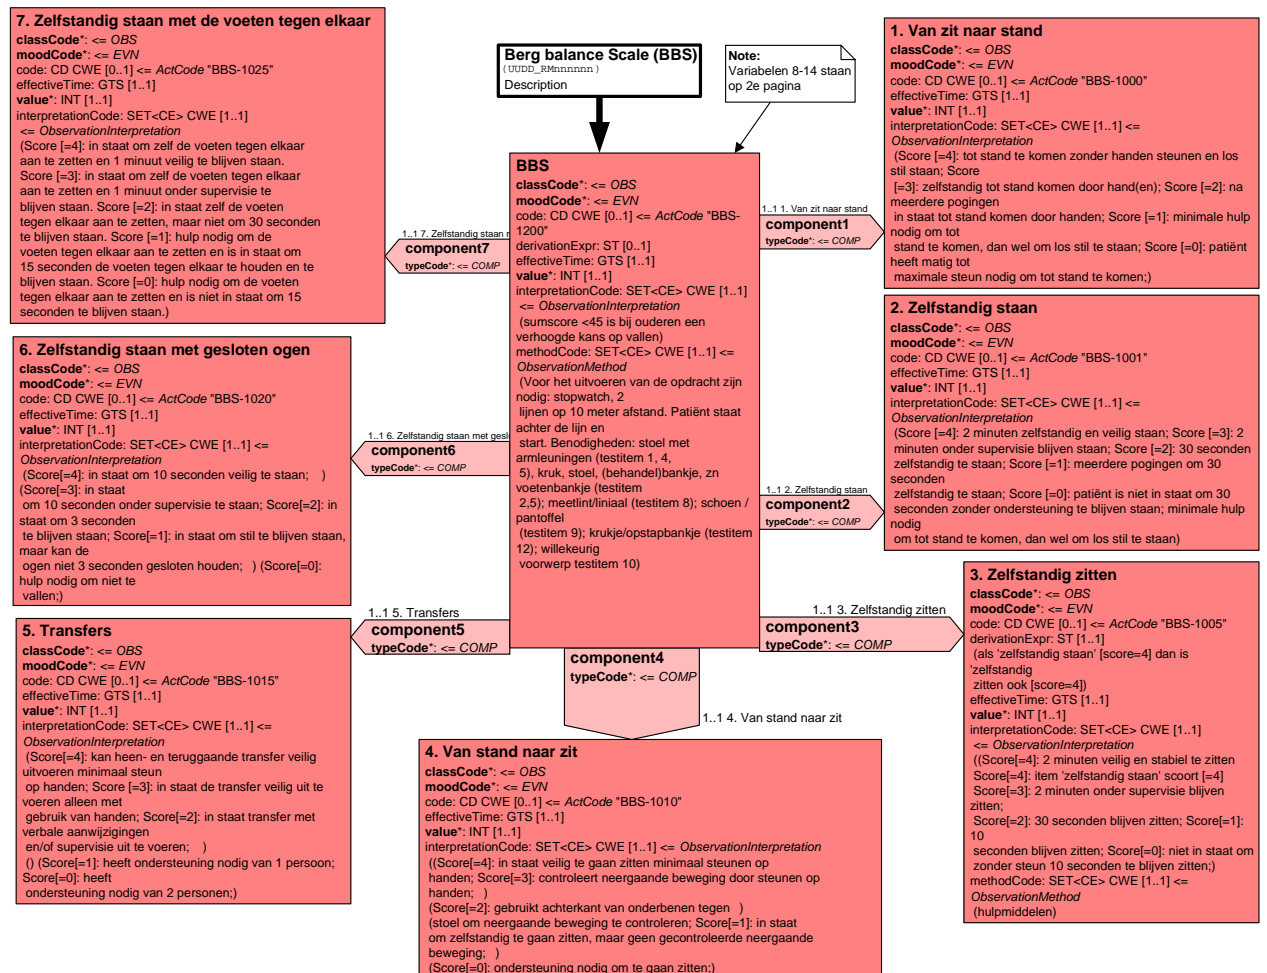 7. Zelfstandig staan met de voeten tegen elkaar
classCode*: <= OBS
moodCode*: <= EVN
code: CD CWE [0..1] <= ActCode "BBS-1025"
effectiveTime: GTS [1..1]
value*: INT [1..1]
interpretationCode: SET<CE> CWE [1..1]
<= ObservationInterpretation
(Score [=4]: in staat om zelf de voeten tegen elkaar
aan te zetten en 1 minuut veilig te blijven staan.
Score [=3]: in staat om zelf de voeten tegen elkaar
aan te zetten en 1 minuut onder supervisie te
blijven staan. Score [=2]: in staat zelf de voeten
tegen elkaar aan te zetten, maar niet om 30 seconden
te blijven staan. Score [=1]: hulp nodig om de
voeten tegen elkaar aan te zetten en is in staat om
15 seconden de voeten tegen elkaar te houden en te
blijven staan. Score [=0]: hulp nodig om de voeten
tegen elkaar aan te zetten en is niet in staat om 15
seconden te blijven staan.)
Berg balance Scale (BBS)
(UUDD_RMnnnnnn)
Description
Note:
Variabelen 8-14 staan
op 2e pagina
1. Van zit naar stand
classCode*: <= OBS
moodCode*: <= EVN
code: CD CWE [0..1] <= ActCode "BBS-1000"
effectiveTime: GTS [1..1]
value*: INT [1..1]
interpretationCode: SET<CE> CWE [1..1] <=
ObservationInterpretation
(Score [=4]: tot stand te komen zonder handen steunen en los
stil staan; Score
[=3]: zelfstandig tot stand komen door hand(en); Score [=2]: na
meerdere pogingen
in staat tot stand komen door handen; Score [=1]: minimale hulp
nodig om tot
stand te komen, dan wel om los stil te staan; Score [=0]: patiënt
heeft matig tot
maximale steun nodig om tot stand te komen;)
BBS
classCode*: <= OBS
moodCode*: <= EVN
code: CD CWE [0..1] <= ActCode "BBS-
1200"
derivationExpr: ST [0..1]
effectiveTime: GTS [1..1]
value*: INT [1..1]
interpretationCode: SET<CE> CWE [1..1]
<= ObservationInterpretation
(sumscore <45 is bij ouderen een
verhoogde kans op vallen)
methodCode: SET<CE> CWE [1..1] <=
ObservationMethod
(Voor het uitvoeren van de opdracht zijn
nodig: stopwatch, 2
lijnen op 10 meter afstand. Patiënt staat
achter de lijn en
start. Benodigheden: stoel met
armleuningen (testitem 1, 4,
5), kruk, stoel, (behandel)bankje, zn
voetenbankje (testitem
2,5); meetlint/liniaal (testitem 8); schoen /
pantoffel
(testitem 9); krukje/opstapbankje (testitem
12); willekeurig
voorwerp testitem 10)
1..1 7. Zelfstandig staan
component7
typeCode*: <= COMP
1..1 1. Van zit naar stand
component1
typeCode*: <= COMP
2. Zelfstandig staan
classCode*: <= OBS
moodCode*: <= EVN
code: CD CWE [0..1] <= ActCode "BBS-1001"
effectiveTime: GTS [1..1]
value*: INT [1..1]
interpretationCode: SET<CE> CWE [1..1] <=
ObservationInterpretation
(Score [=4]: 2 minuten zelfstandig en veilig staan; Score [=3]: 2
minuten onder supervisie blijven staan; Score [=2]: 30 seconden
zelfstandig te staan; Score [=1]: meerdere pogingen om 30
seconden
zelfstandig te staan; Score [=0]: patiënt is niet in staat om 30
seconden zonder ondersteuning te blijven staan; minimale hulp
nodig
om tot stand te komen, dan wel om los stil te staan)
6. Zelfstandig staan met gesloten ogen
classCode*: <= OBS
moodCode*: <= EVN
code: CD CWE [0..1] <= ActCode "BBS-1020"
effectiveTime: GTS [1..1]
value*: INT [1..1]
interpretationCode: SET<CE> CWE [1..1] <=
ObservationInterpretation
(Score[=4]: in staat om 10 seconden veilig te staan; )
(Score[=3]: in staat
om 10 seconden onder supervisie te staan; Score[=2]: in
staat om 3 seconden
te blijven staan; Score[=1]: in staat om stil te blijven staan,
maar kan de
ogen niet 3 seconden gesloten houden; ) (Score[=0]:
hulp nodig om niet te
vallen;)
1..1 6. Zelfstandig staan met geslo
component6
typeCode*: <= COMP
1..1 2. Zelfstandig staan
component2
typeCode*: <= COMP
1..1 5. Transfers
component5
typeCode*: <= COMP
1..1 3. Zelfstandig zitten
component3
typeCode*: <= COMP
3. Zelfstandig zitten
classCode*: <= OBS
moodCode*: <= EVN
code: CD CWE [0..1] <= ActCode "BBS-1005"
derivationExpr: ST [1..1]
(als 'zelfstandig staan' [score=4] dan is
'zelfstandig
zitten ook [score=4])
effectiveTime: GTS [1..1]
value*: INT [1..1]
interpretationCode: SET<CE> CWE [1..1]
<= ObservationInterpretation
((Score[=4]: 2 minuten veilig en stabiel te zitten
Score[=4]: item 'zelfstandig staan' scoort [=4]
Score[=3]: 2 minuten onder supervisie blijven
zitten;
Score[=2]: 30 seconden blijven zitten; Score[=1]:
10
seconden blijven zitten; Score[=0]: niet in staat om
zonder steun 10 seconden te blijven zitten;)
methodCode: SET<CE> CWE [1..1] <=
ObservationMethod
(hulpmiddelen)
5. Transfers
classCode*: <= OBS
moodCode*: <= EVN
code: CD CWE [0..1] <= ActCode "BBS-1015"
effectiveTime: GTS [1..1]
value*: INT [1..1]
interpretationCode: SET<CE> CWE [1..1] <=
ObservationInterpretation
(Score[=4]: kan heen- en teruggaande transfer veilig
uitvoeren minimaal steun
op handen; Score [=3]: in staat de transfer veilig uit te
voeren alleen met
gebruik van handen; Score[=2]: in staat transfer met
verbale aanwijzigingen
en/of supervisie uit te voeren; )
() (Score[=1]: heeft ondersteuning nodig van 1 persoon;
Score[=0]: heeft
ondersteuning nodig van 2 personen;)
component4
typeCode*: <= COMP
1..1 4. Van stand naar zit
4. Van stand naar zit
classCode*: <= OBS
moodCode*: <= EVN
code: CD CWE [0..1] <= ActCode "BBS-1010"
effectiveTime: GTS [1..1]
value*: INT [1..1]
interpretationCode: SET<CE> CWE [1..1] <= ObservationInterpretation
((Score[=4]: in staat veilig te gaan zitten minimaal steunen op
handen; Score[=3]: controleert neergaande beweging door steunen op
handen; )
(Score[=2]: gebruikt achterkant van onderbenen tegen )
(stoel om neergaande beweging te controleren; Score[=1]: in staat
om zelfstandig te gaan zitten, maar geen gecontroleerde neergaande
beweging; )
(Score[=0]: ondersteuning nodig om te gaan zitten;)